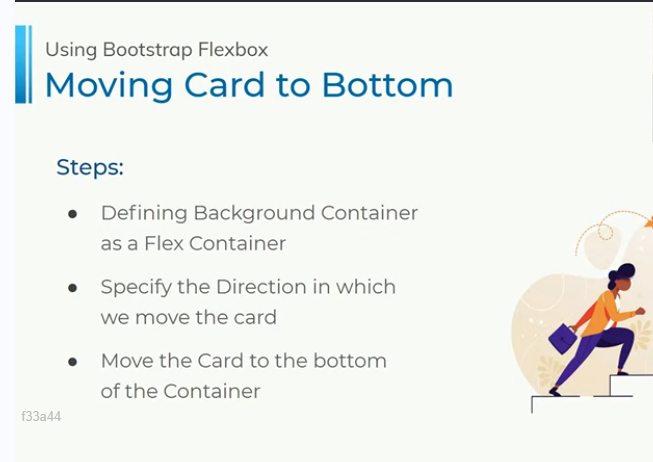 Using Bootstrap Flexbox
Moving Card to Bottom
Steps:
● Defining Background Container
as a Flex Container
● Specify the Direction in which
we move the card
● Move the Card to the bottom
of the Container
f33a44